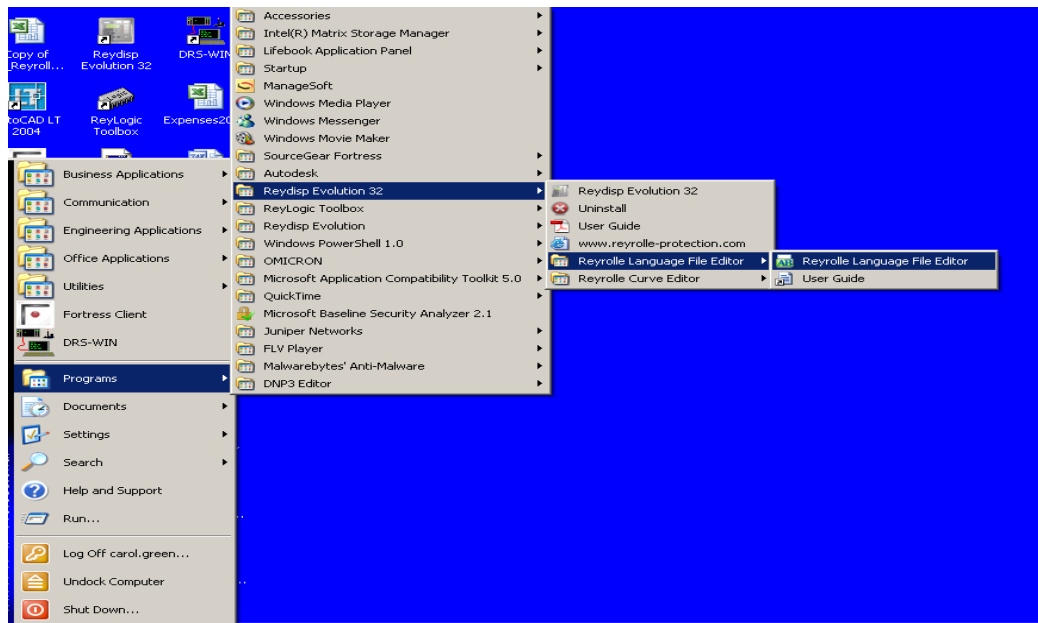 Copy of
_Reyroll...
Reydisp
Evolution 32
DRS-WIN
AutoCAD LT
2004
ReyLogic
Toolbox
Expenses20
Business Applications
Communication
Engineering Applications
Office Applications
Utilities
Fortress Client
DRS-WIN
Programs
Documents
Settings
Search
Help and Support
Run...
Log Off carol.green...
Undock Computer
Shut Down...
Accessories
Intel(R) Matrix Storage Manager
Lifebook Application Panel
Startup
ManageSoft
Windows Media Player
Windows Messenger
Windows Movie Maker
SourceGear Fortress
Autodesk
Reydisp Evolution 32
ReyLogic Toolbox
Reydisp Evolution
Windows PowerShell 1.0
OMICRON
Microsoft Application Compatibility Toolkit 5.0
QuickTime
Microsoft Baseline Security Analyzer 2.1
Juniper Networks
FLV Player
Malwarebytes' Anti-Malware
DNP3 Editor
Reydisp Evolution 32
Uninstall
User Guide
www.reyrolle-protection.com
Reyrolle Language File Editor
Reyrolle Curve Editor
Reyrolle Language File Editor
User Guide